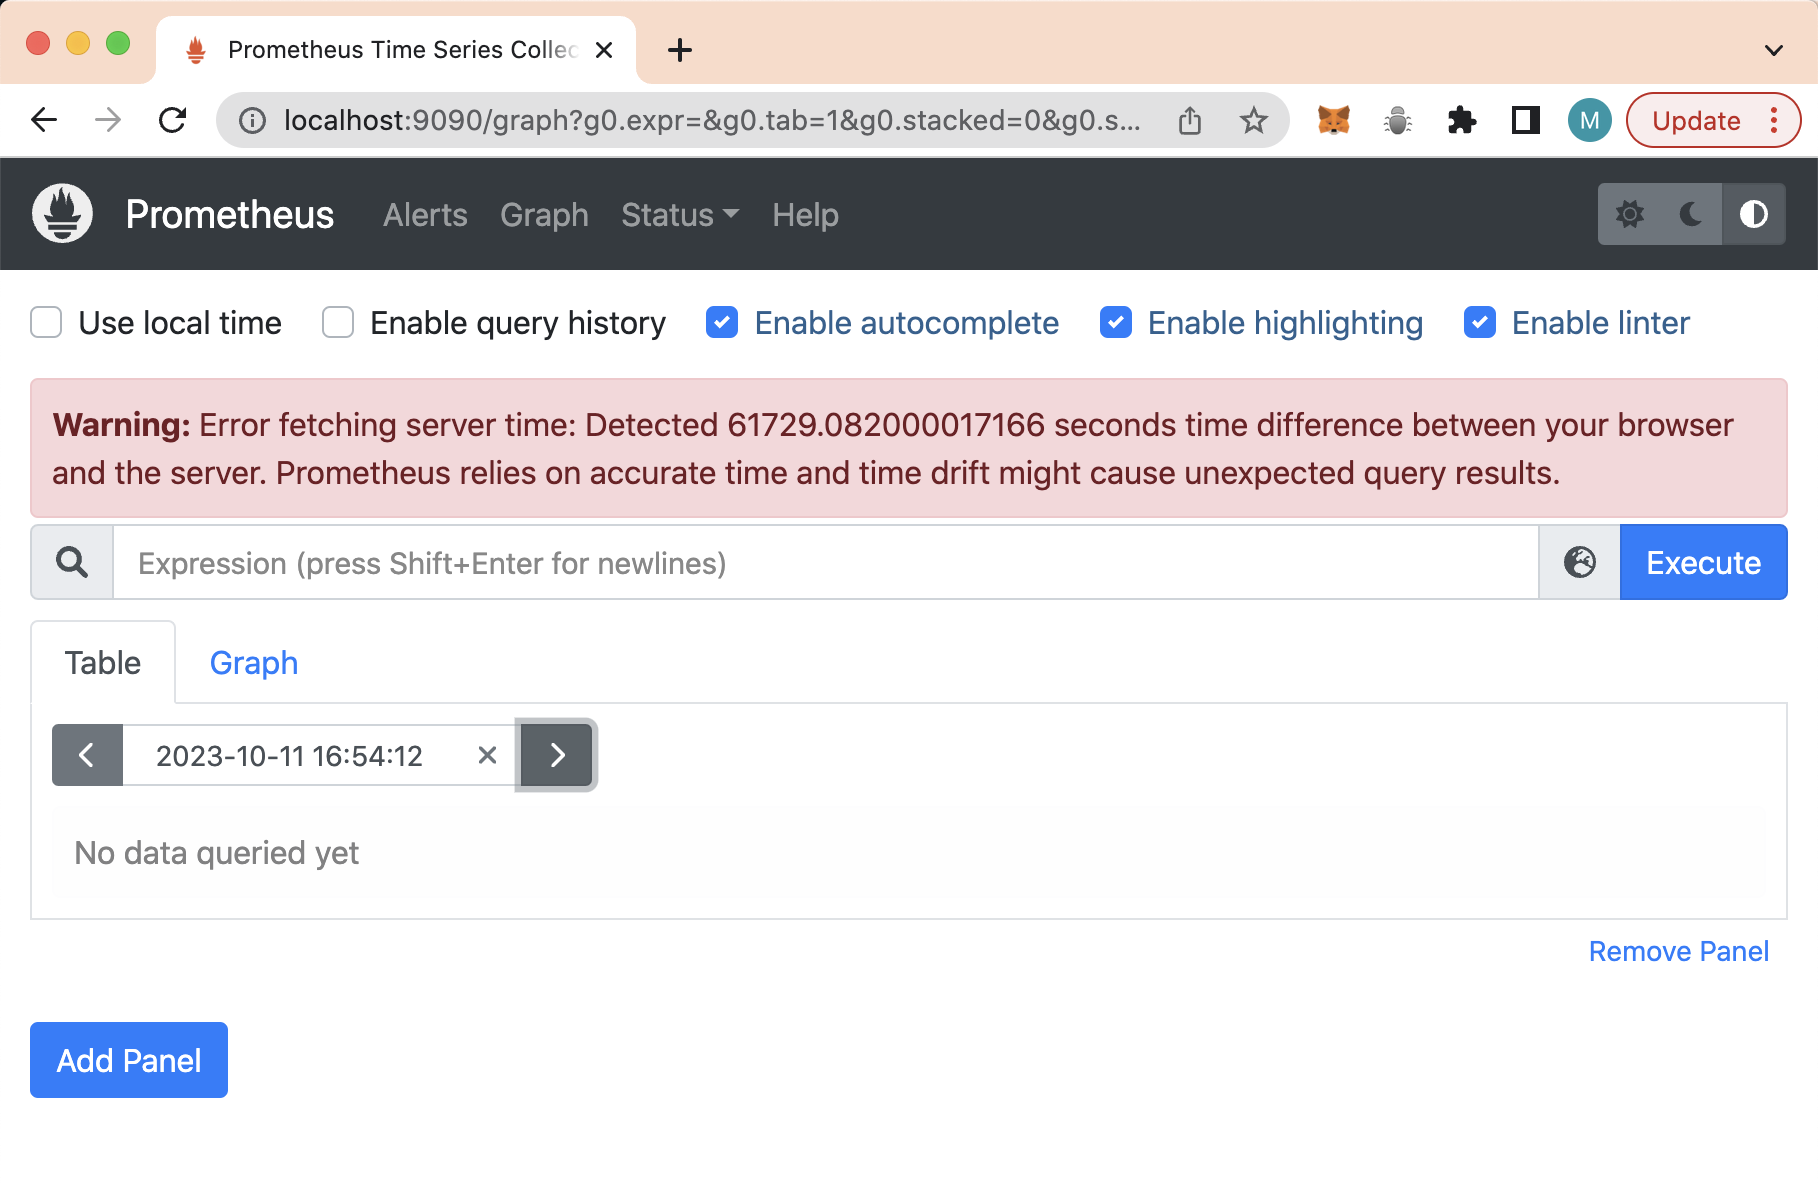 Prometheus Time Series Collec
localhost:9090/graph?g0.expr=&g0.tab=1&g0.stacked=0&g0.s...
M
Update
Prometheus
Alerts
Graph
Status
Help
Use local time
Enable query history
Enable autocomplete
Enable highlighting
Enable linter
Warning: Error fetching server time: Detected 61729.082000017166 seconds time difference between your browser
and the server. Prometheus relies on accurate time and time drift might cause unexpected query results.
Expression (press Shift+Enter for newlines)
Execute
Table
Graph
2023-10-11 16:54:12
No data queried yet
Remove Panel
Add Panel